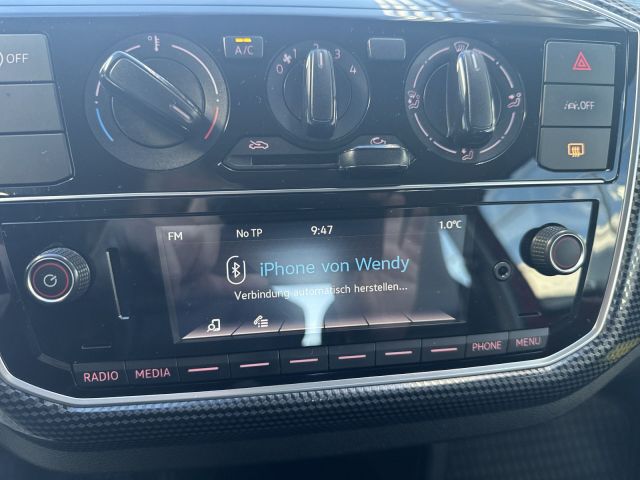 OFF
A/C
0 1 2 3 4
OFF
FM No TP 9:47 1.0°C
iPhone von Wendy
Verbindung automatisch herstellen...
RADIO MEDIA PHONE MENU